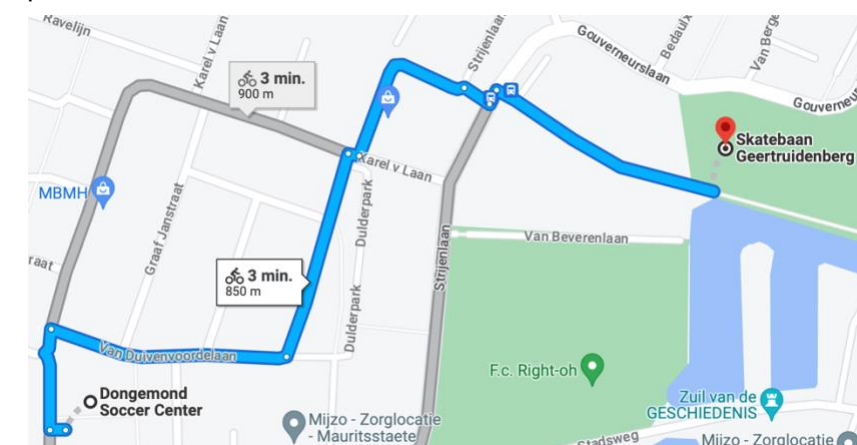 Ravelijn
Karel v Laan
Strijenlaan
Gouverneurslaan
Bedaulx
Van Berge
Gouverneu
3 min.
900 m
Skatebaan
Geertruidenberg
Karel v Laan
MBMH
Graaf Janstraat
Dulderpark
Strijenlaan
Van Beverenlaan
raat
3 min.
850 m
Dulderpark
Van Duivenvoordelaan
F.c. Right-oh
Dongemond
Soccer Center
Zuil van de
GESCHIEDENIS
Mijzo - Zorglocatie
- Mauritsstaete
Stadsweg
Mijzo - Zorglocatie